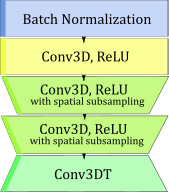 Batch Normalization
Conv3D, ReLU
Conv3D, ReLU
with spatial subsampling
Conv3D, ReLU
with spatial subsampling
Conv3DT